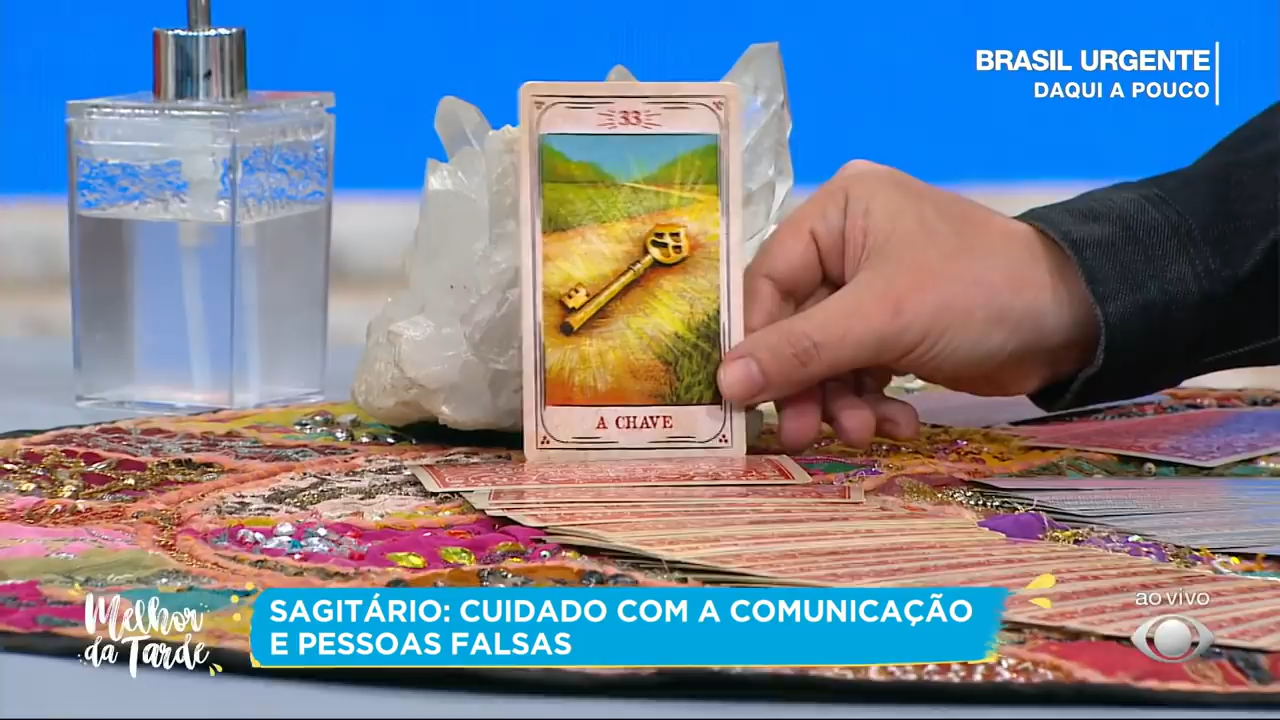 BRASIL URGENTE
DAQUI A POUCO
33
A CHAVE
SAGITÁRIO: CUIDADO COM A COMUNICAÇÃO
E PESSOAS FALSAS
Melhor
da Tarde
ao vivo